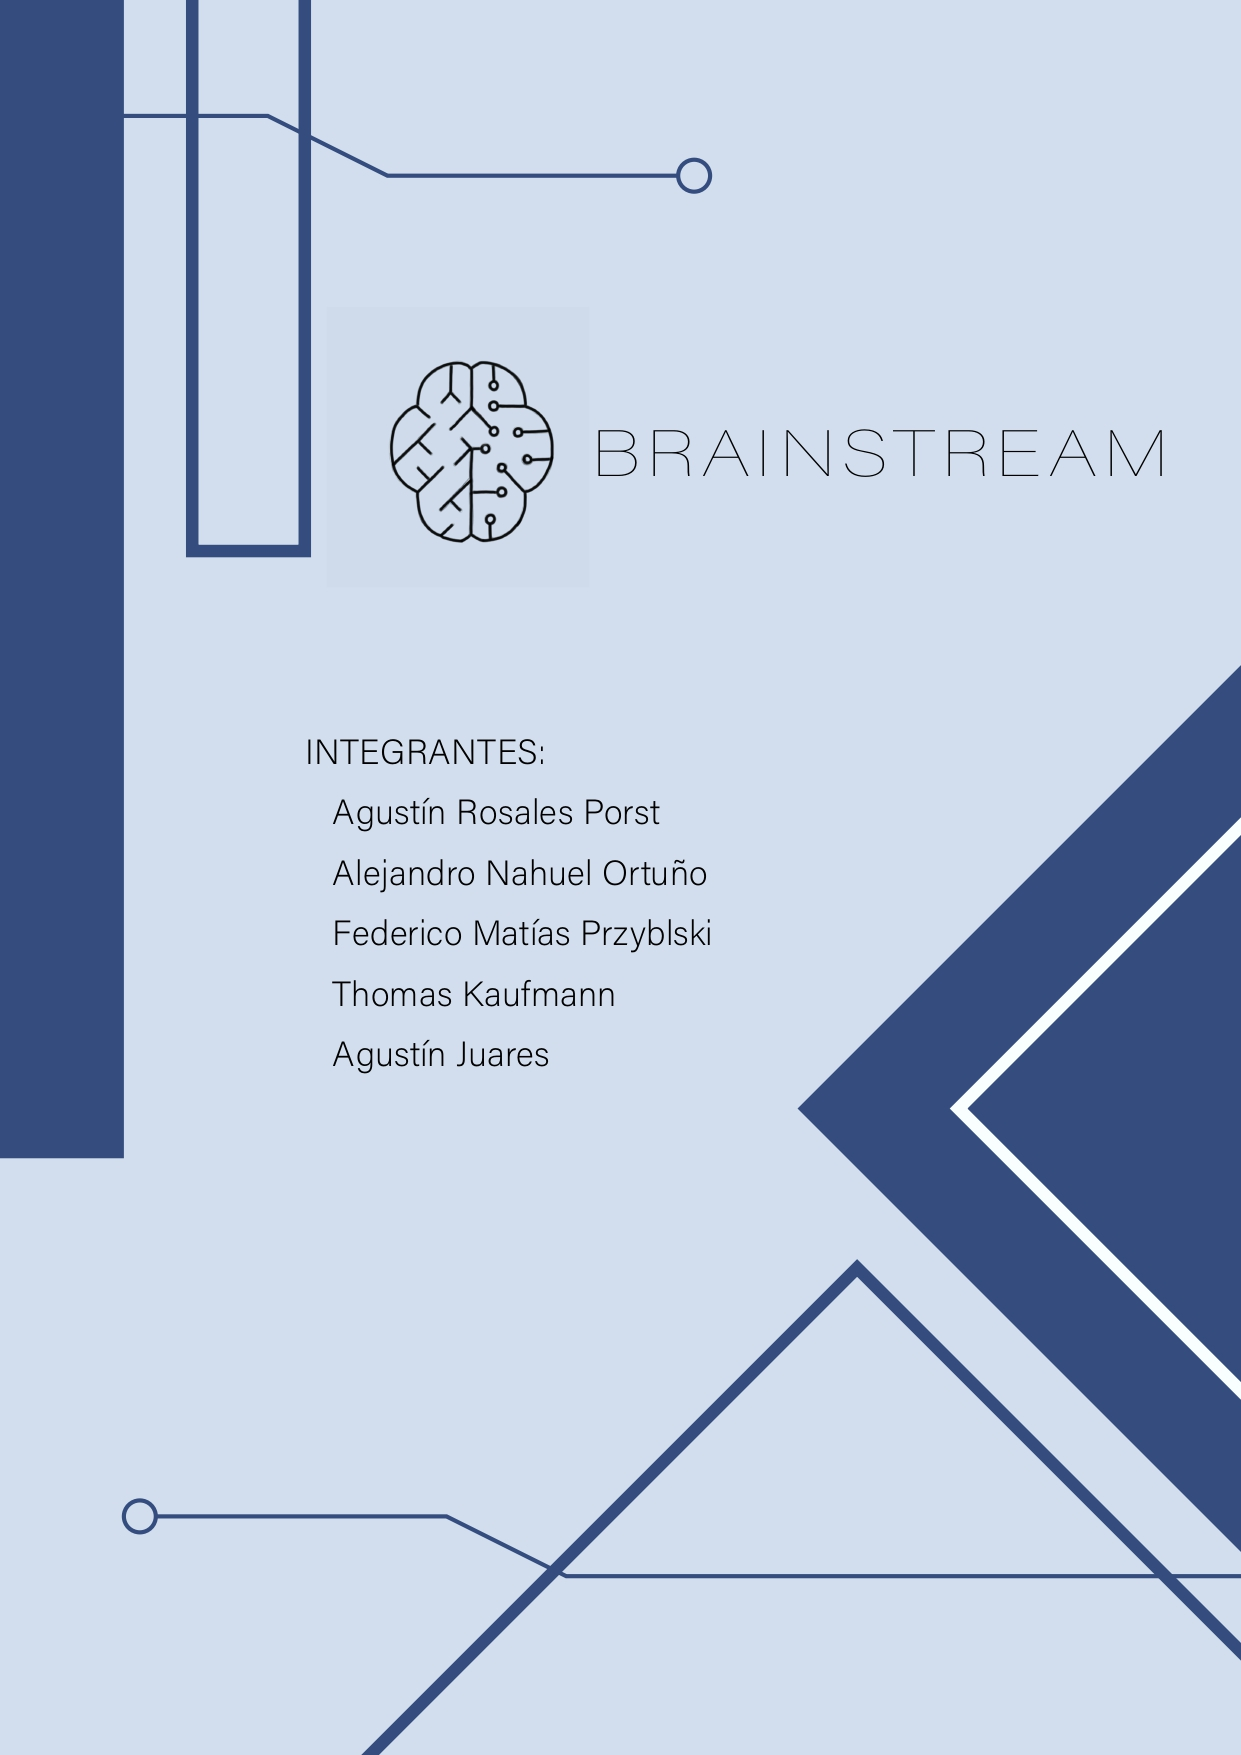 BRAINSTREAM
INTEGRANTES:
Agustín Rosales Porst
Alejandro Nahuel Ortuño
Federico Matías Przyblski
Thomas Kaufmann
Agustín Juares